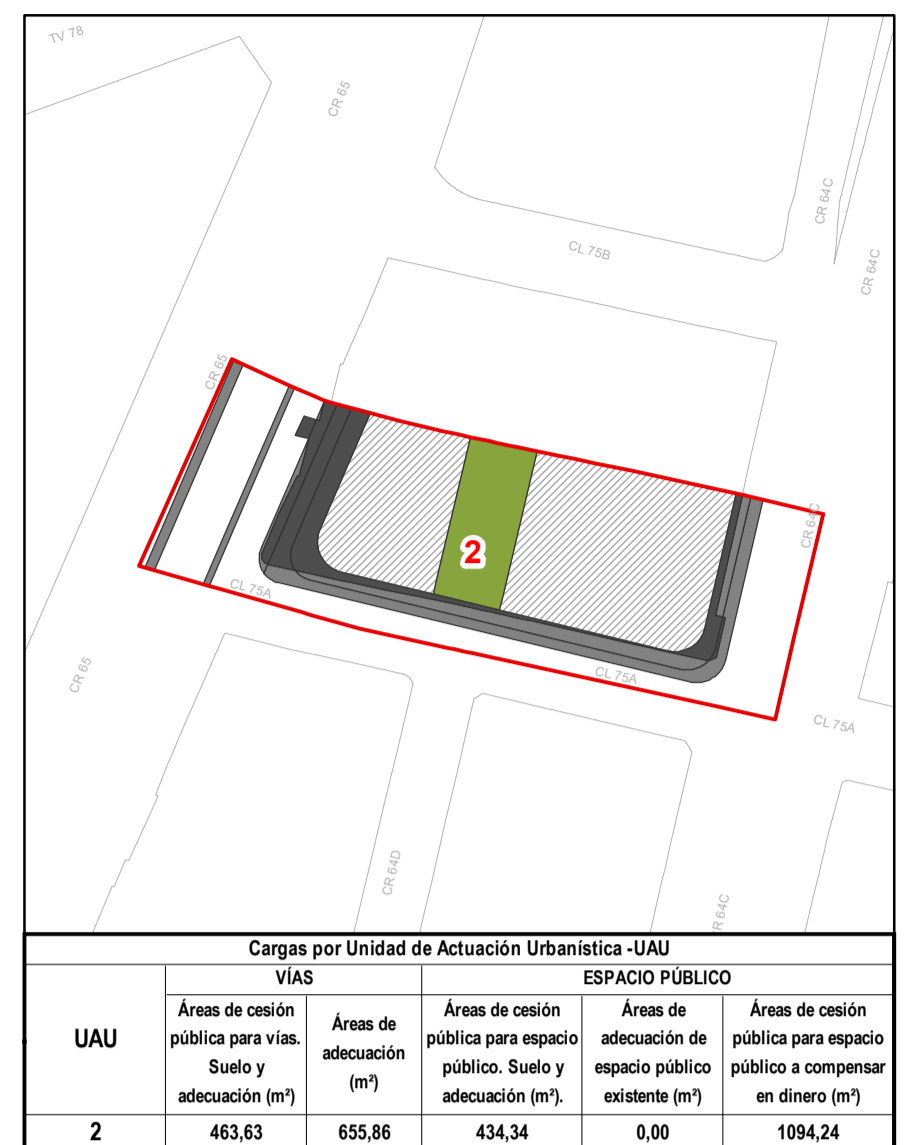 TV 78
CR 65
CR 64C
CL 75B
CR 64C
CR 65
CR 64C
2
CL 75A
CL 75A
CR 65
CL 75A
CR 64D
R 64C
Cargas por Unidad de Actuación Urbanística -UAU
VÍAS
ESPACIO PÚBLICO
UAU
Áreas de cesión
pública para vías.
Suelo y
adecuación (m²)
Áreas de
adecuación
(m²)
Áreas de cesión
pública para espacio
público. Suelo y
adecuación (m²).
Áreas de
adecuación de
espacio público
existente (m²)
Áreas de cesión
pública para espacio
público a compensar
en dinero (m²)
2
463,63
655,86
434,34
0,00
1094,24